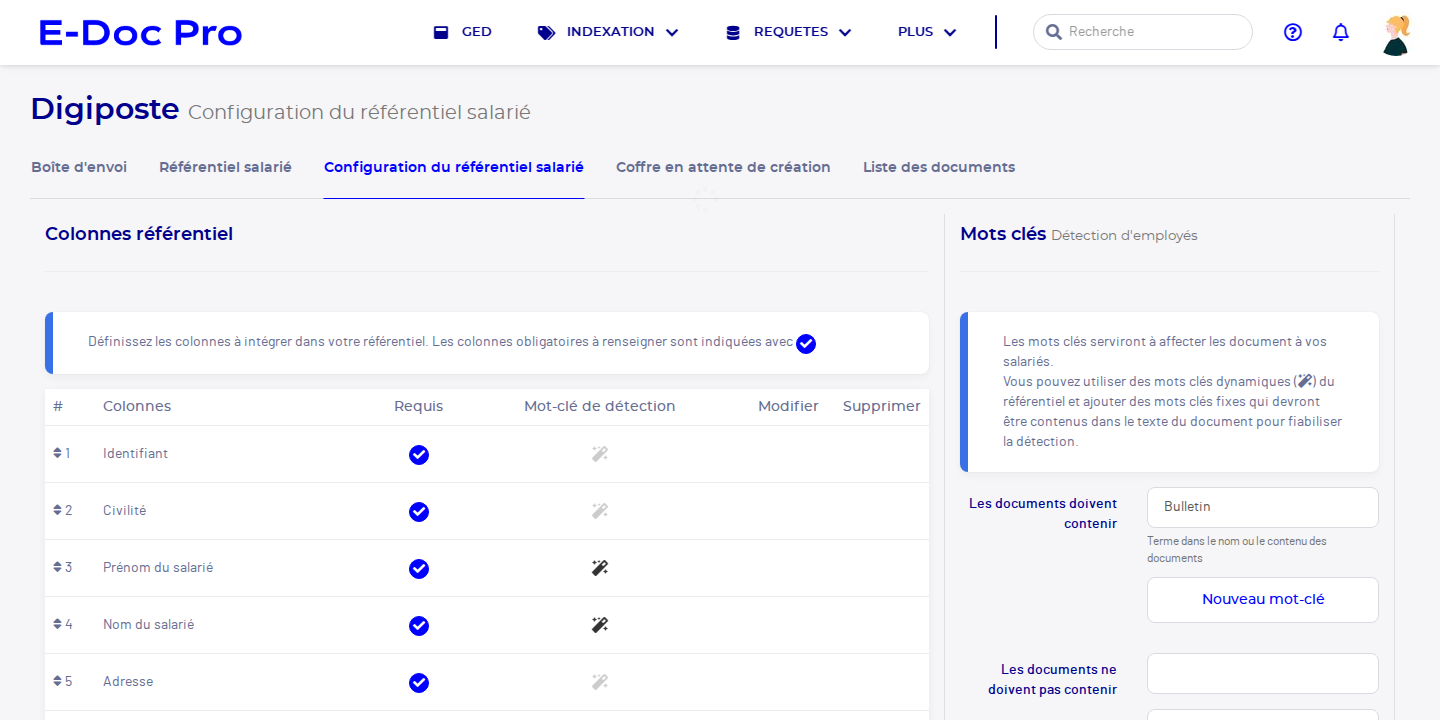 E-Doc Pro
GED
INDEXATION
REQUETES
PLUS
Recherche
Digiposte Configuration du référentiel salarié
Boîte d'envoi
Référentiel salarié
Configuration du référentiel salarié
Coffre en attente de création
Liste des documents
Colonnes référentiel
Définissez les colonnes à intégrer dans votre référentiel. Les colonnes obligatoires à renseigner sont indiquées avec
# Colonnes Requis Mot-clé de détection Modifier Supprimer
1 Identifiant
2 Civilité
3 Prénom du salarié
4 Nom du salarié
5 Adresse
Mots clés Détection d'employés
Les mots clés serviront à affecter les document à vos
salariés.
Vous pouvez utiliser des mots clés dynamiques ( ) du
référentiel et ajouter des mots clés fixes qui devront
être contenus dans le texte du document pour fiabiliser
la détection.
Les documents doivent
contenir
Bulletin
Terme dans le nom ou le contenu des
documents
Nouveau mot-clé
Les documents ne
doivent pas contenir